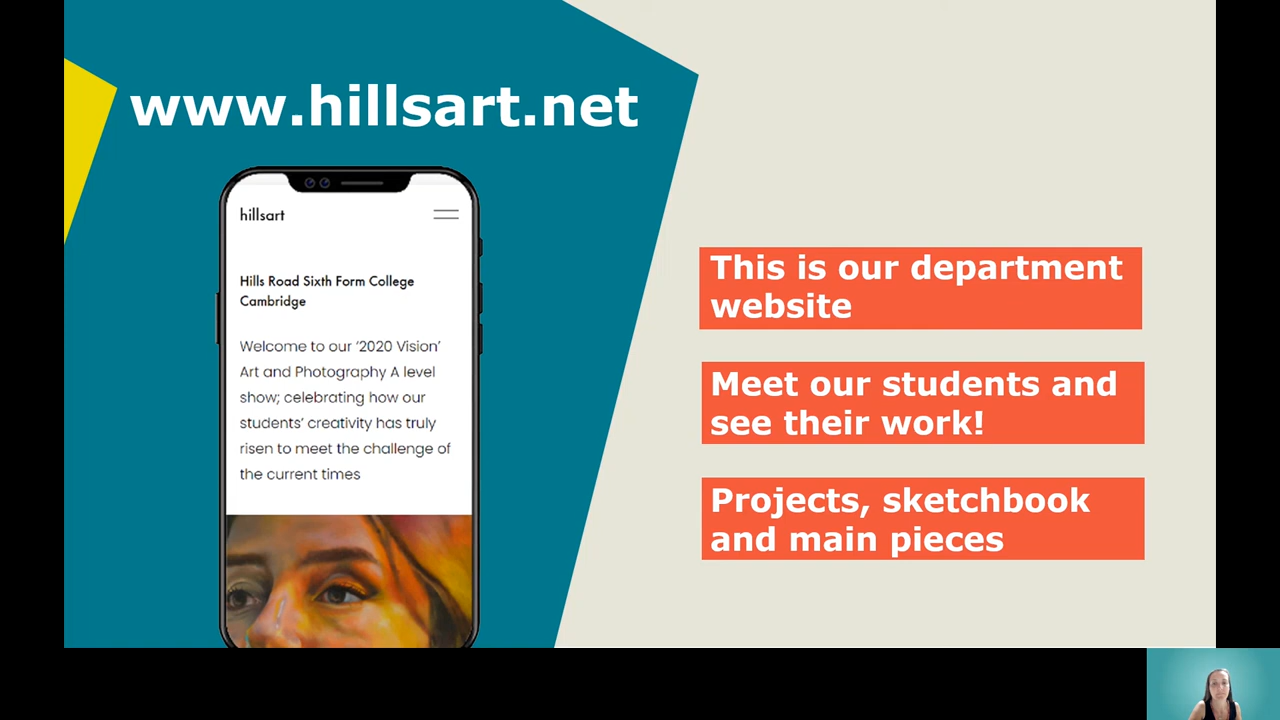 www.hillsart.net
hillsart
Hills Road Sixth Form College
Cambridge
Welcome to our ‘2020 Vision’
Art and Photography A level
show; celebrating how our
students’ creativity has truly
risen to meet the challenge of
the current times
This is our department
website
Meet our students and
see their work!
Projects, sketchbook
and main pieces